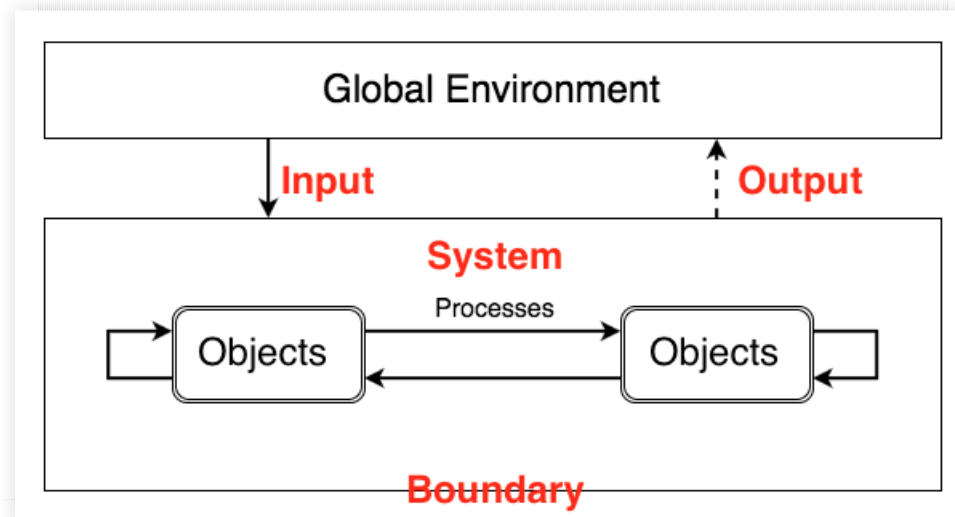 Global Environment
Input
Output
System
Processes
Objects
Objects
Boundary